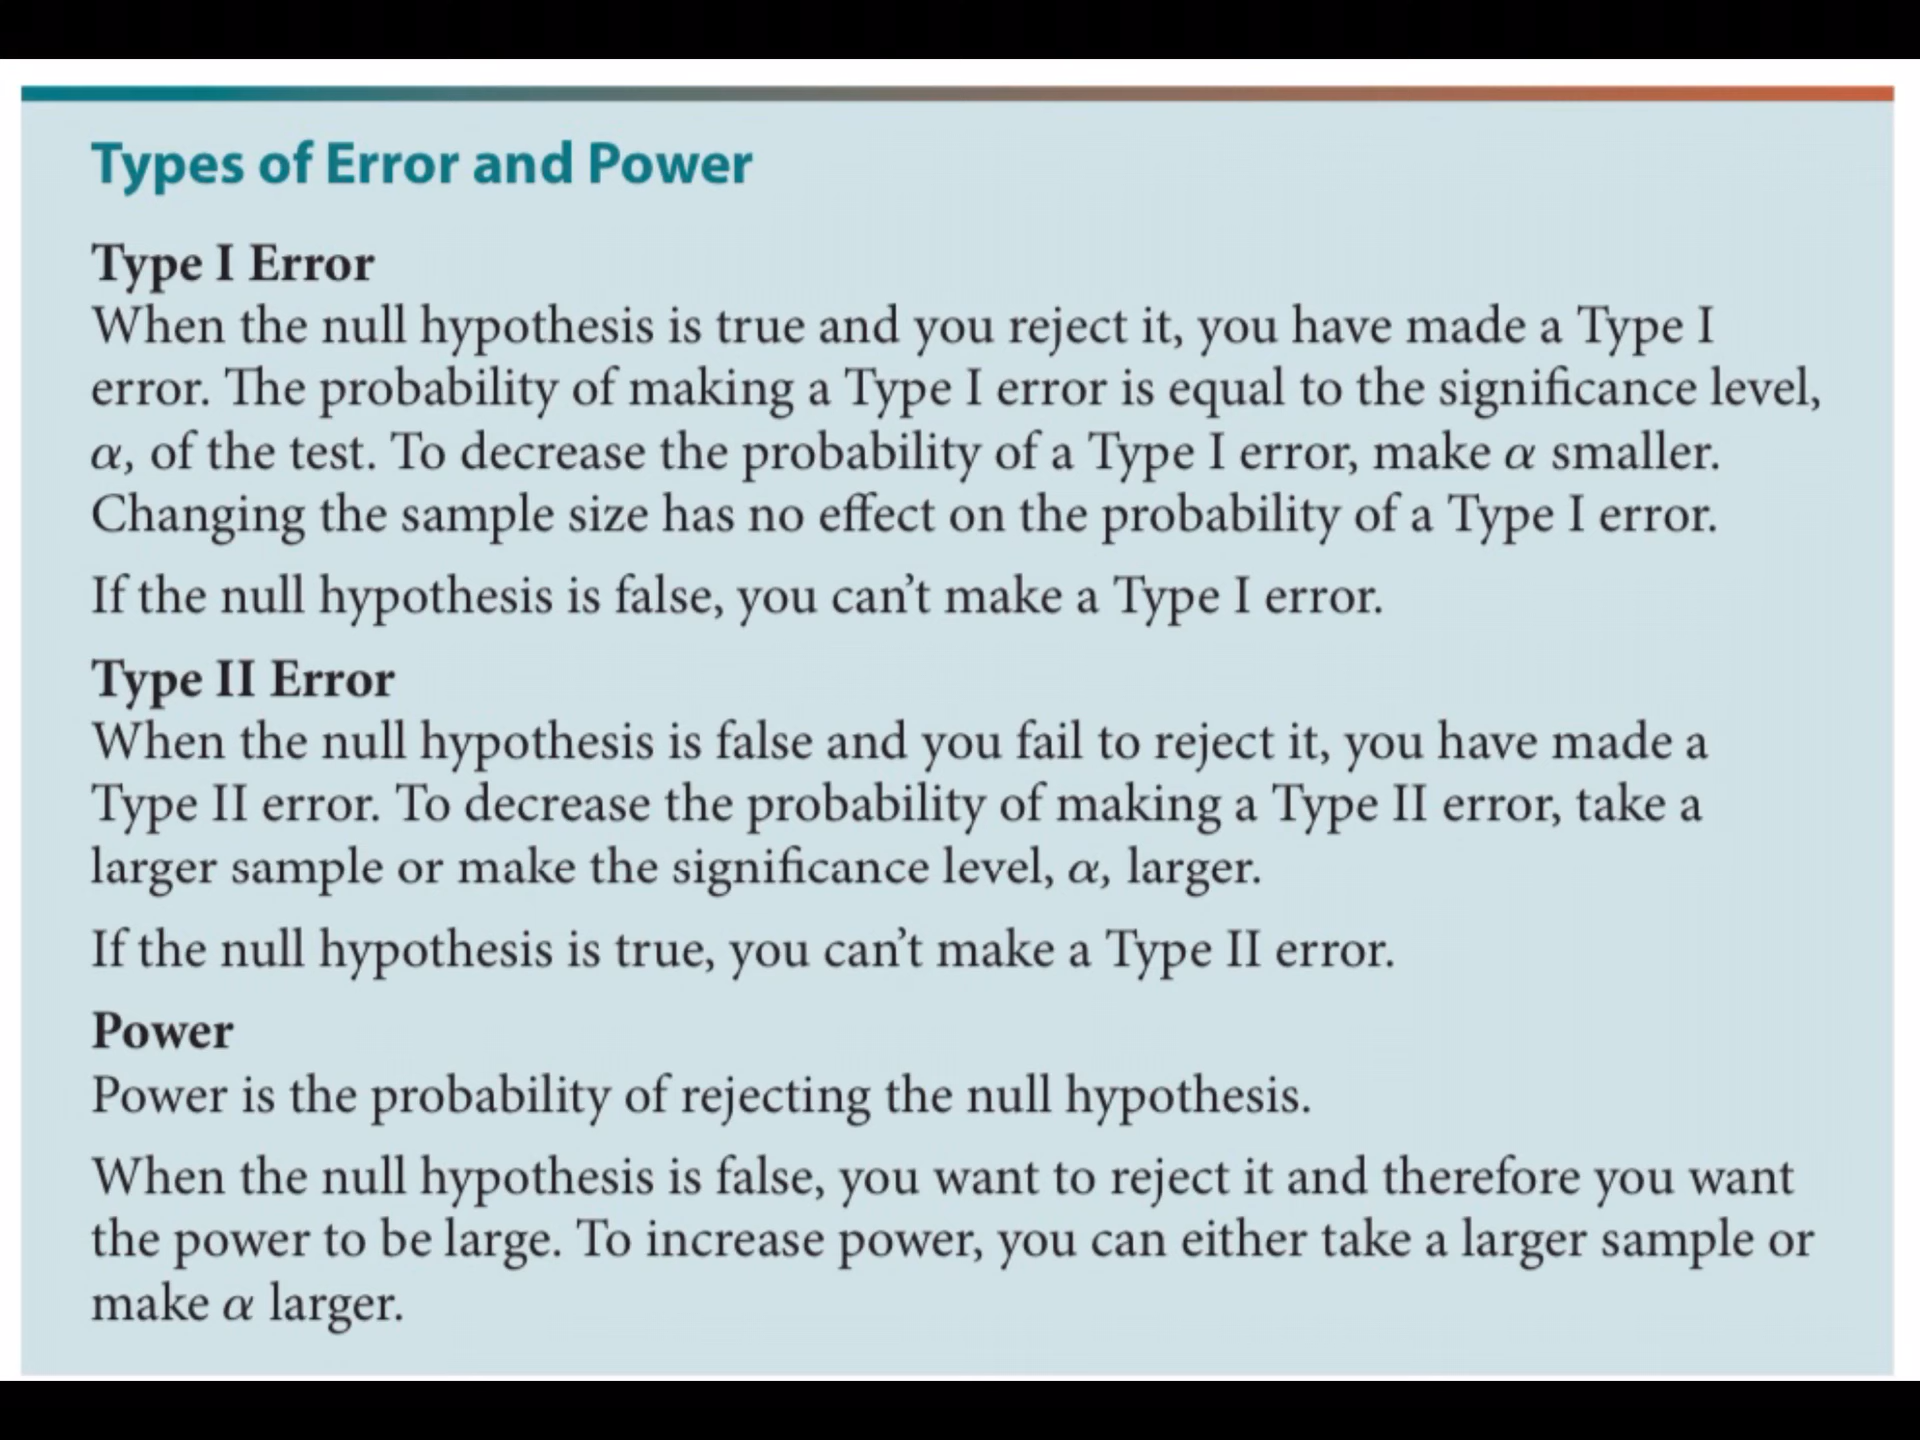 Types of Error and Power
Type I Error
When the null hypothesis is true and you reject it, you have made a Type I
error. The probability of making a Type I error is equal to the significance level,
α, of the test. To decrease the probability of a Type I error, make α smaller.
Changing the sample size has no effect on the probability of a Type I error.
If the null hypothesis is false, you can’t make a Type I error.
Type II Error
When the null hypothesis is false and you fail to reject it, you have made a
Type II error. To decrease the probability of making a Type II error, take a
larger sample or make the significance level, α, larger.
If the null hypothesis is true, you can’t make a Type II error.
Power
Power is the probability of rejecting the null hypothesis.
When the null hypothesis is false, you want to reject it and therefore you want
the power to be large. To increase power, you can either take a larger sample or
make α larger.